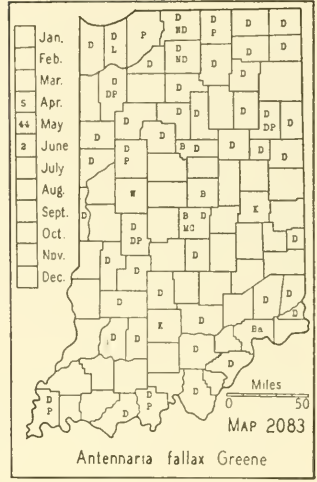 D D P D D D D D
L ND P
Jan.
Feb. D D D D
ND
Mar. D
DP D D
5 Apr. D D D
DP
44 May D D
2 June D B D D D D
P
July D
Aug. W B
Sept. D D B D K
Oct. DP MC D
Nov. D D
Dec. D
D D D D
D K D Ba
D D D
D
D D D D
P D P
Miles
0 50
MAP 2083
Antennaria fallax Greene